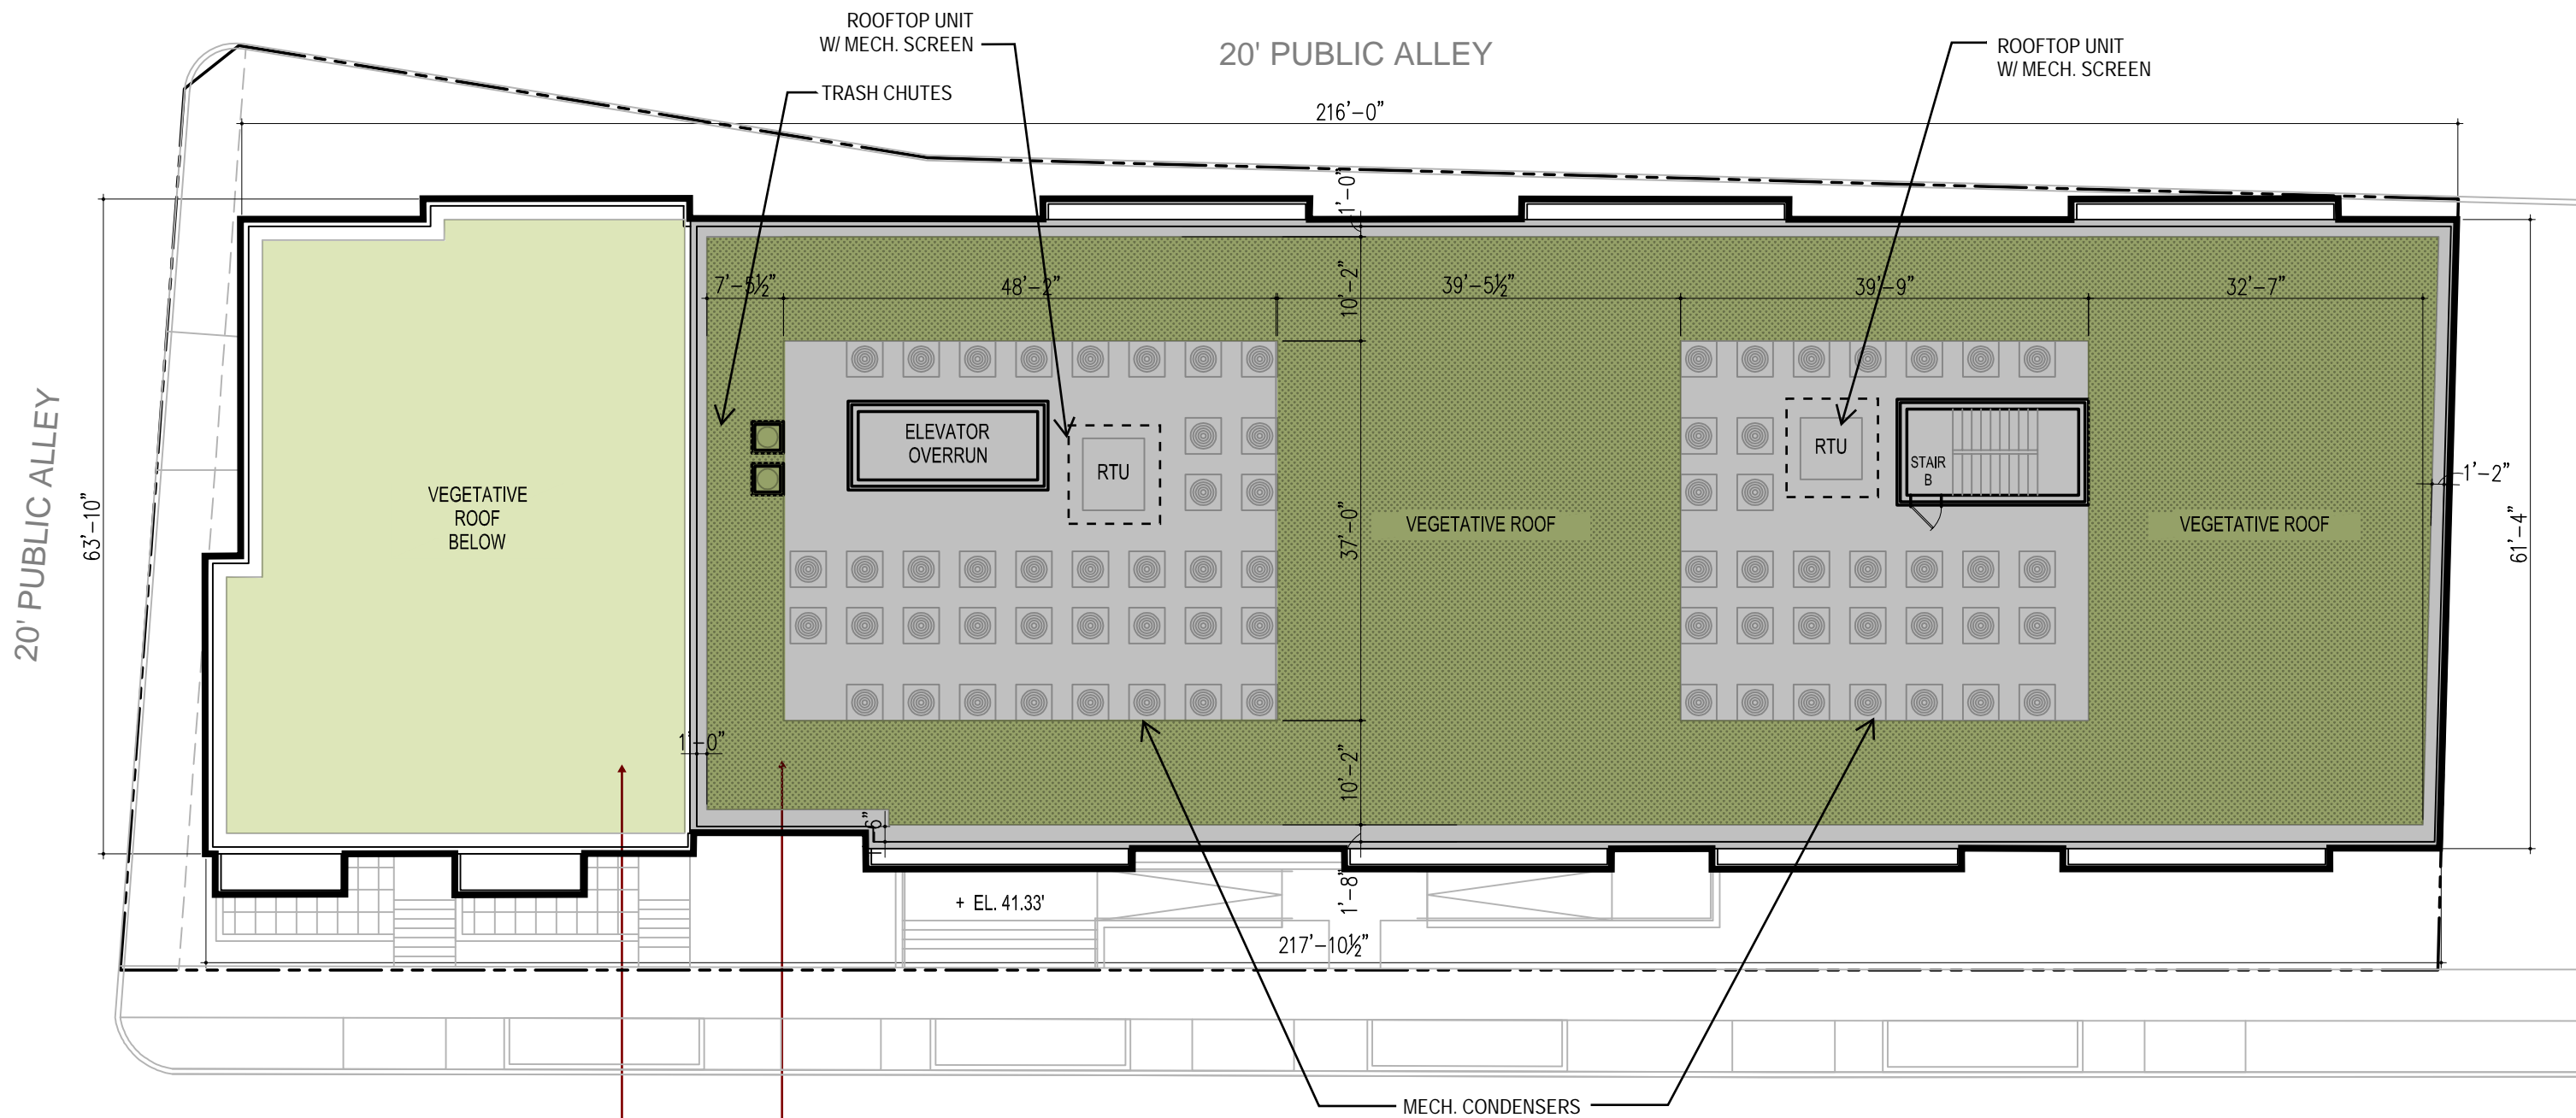 ROOFTOP UNIT
W/ MECH. SCREEN
20' PUBLIC ALLEY
ROOFTOP UNIT
W/ MECH. SCREEN
TRASH CHUTES
216'-0"
1'-0"
7'-5½"
48'-2"
10'-2"
39'-5½"
39'-9"
32'-7"
20' PUBLIC ALLEY
63'-10"
VEGETATIVE
ROOF
BELOW
ELEVATOR
OVERRUN
RTU
37'-0"
VEGETATIVE ROOF
RTU
STAIR
B
VEGETATIVE ROOF
1'-2"
61'-4"
1'-0"
10'-2"
+ EL. 41.33'
1'-8"
217'-10½"
MECH. CONDENSERS